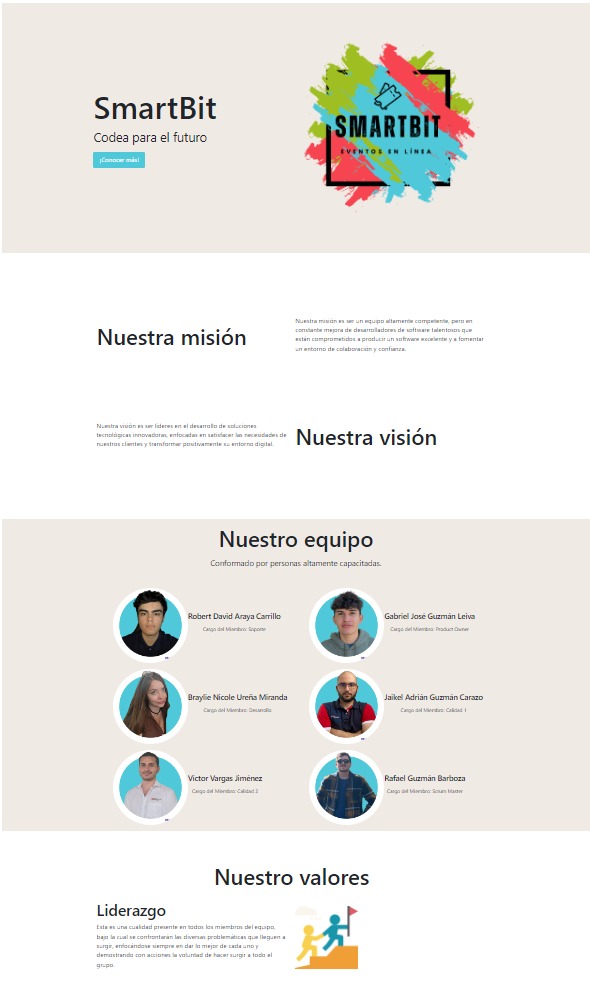 SmartBit
Codea para el futuro
¡Conocer más!
SMARTBIT
EVENTOS EN LÍNEA
Nuestra misión
Nuestra misión es ser un equipo altamente competente, pero en
constante mejora de desarrolladores de software talentosos que
están comprometidos a producir un software excelente y a fomentar
un entorno de colaboración y confianza.
Nuestra visión es ser líderes en el desarrollo de soluciones
tecnológicas innovadoras, enfocadas en satisfacer las necesidades de
nuestros clientes y transformar positivamente su entorno digital.
Nuestra visión
Nuestro equipo
Conformado por personas altamente capacitadas.
Robert David Araya Carrillo
Cargo del Miembro: Soporte
Gabriel José Guzmán Leiva
Cargo del Miembro: Product Owner
Braylie Nicole Ureña Miranda
Cargo del Miembro: Desarrollo
Jaikel Adrián Guzmán Carazo
Cargo del Miembro: Calidad 1
Victor Vargas Jiménez
Cargo del Miembro: Calidad 2
Rafael Guzmán Barboza
Cargo del Miembro: Scrum Master
Nuestro valores
Liderazgo
Esta es una cualidad presente en todos los miembros del equipo,
bajo la cual se confrontarán las diversas problemáticas que lleguen a
surgir, enfocándose siempre en dar lo mejor de cada uno y
demostrando con acciones la voluntad de hacer surgir a todo el
grupo.